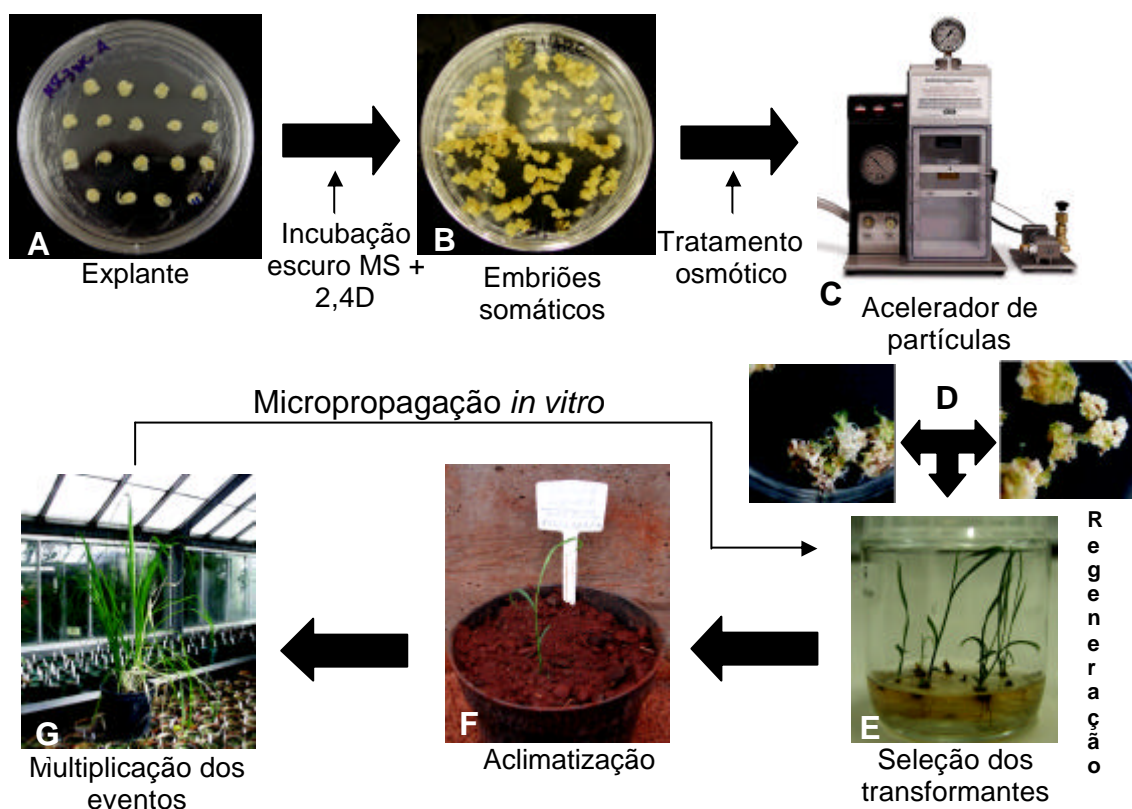 A
Explante
Incubação
escuro MS +
2,4D
B
Embriões
somáticos
Tratamento
osmótico
C
Acelerador de
partículas
D
Micropropagação in vitro
Regeneração
E
Seleção dos
transformantes
F
Aclimatização
G
Multiplicação dos
eventos